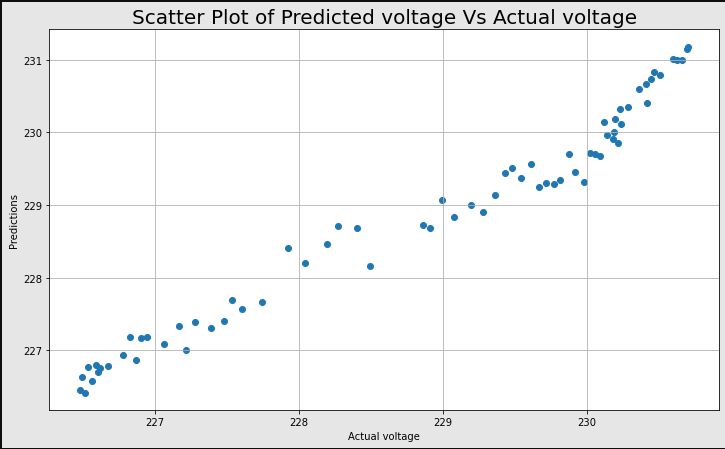 Scatter Plot of Predicted voltage Vs Actual voltage
231
230
229
228
227
Predictions
227 228 229 230
Actual voltage